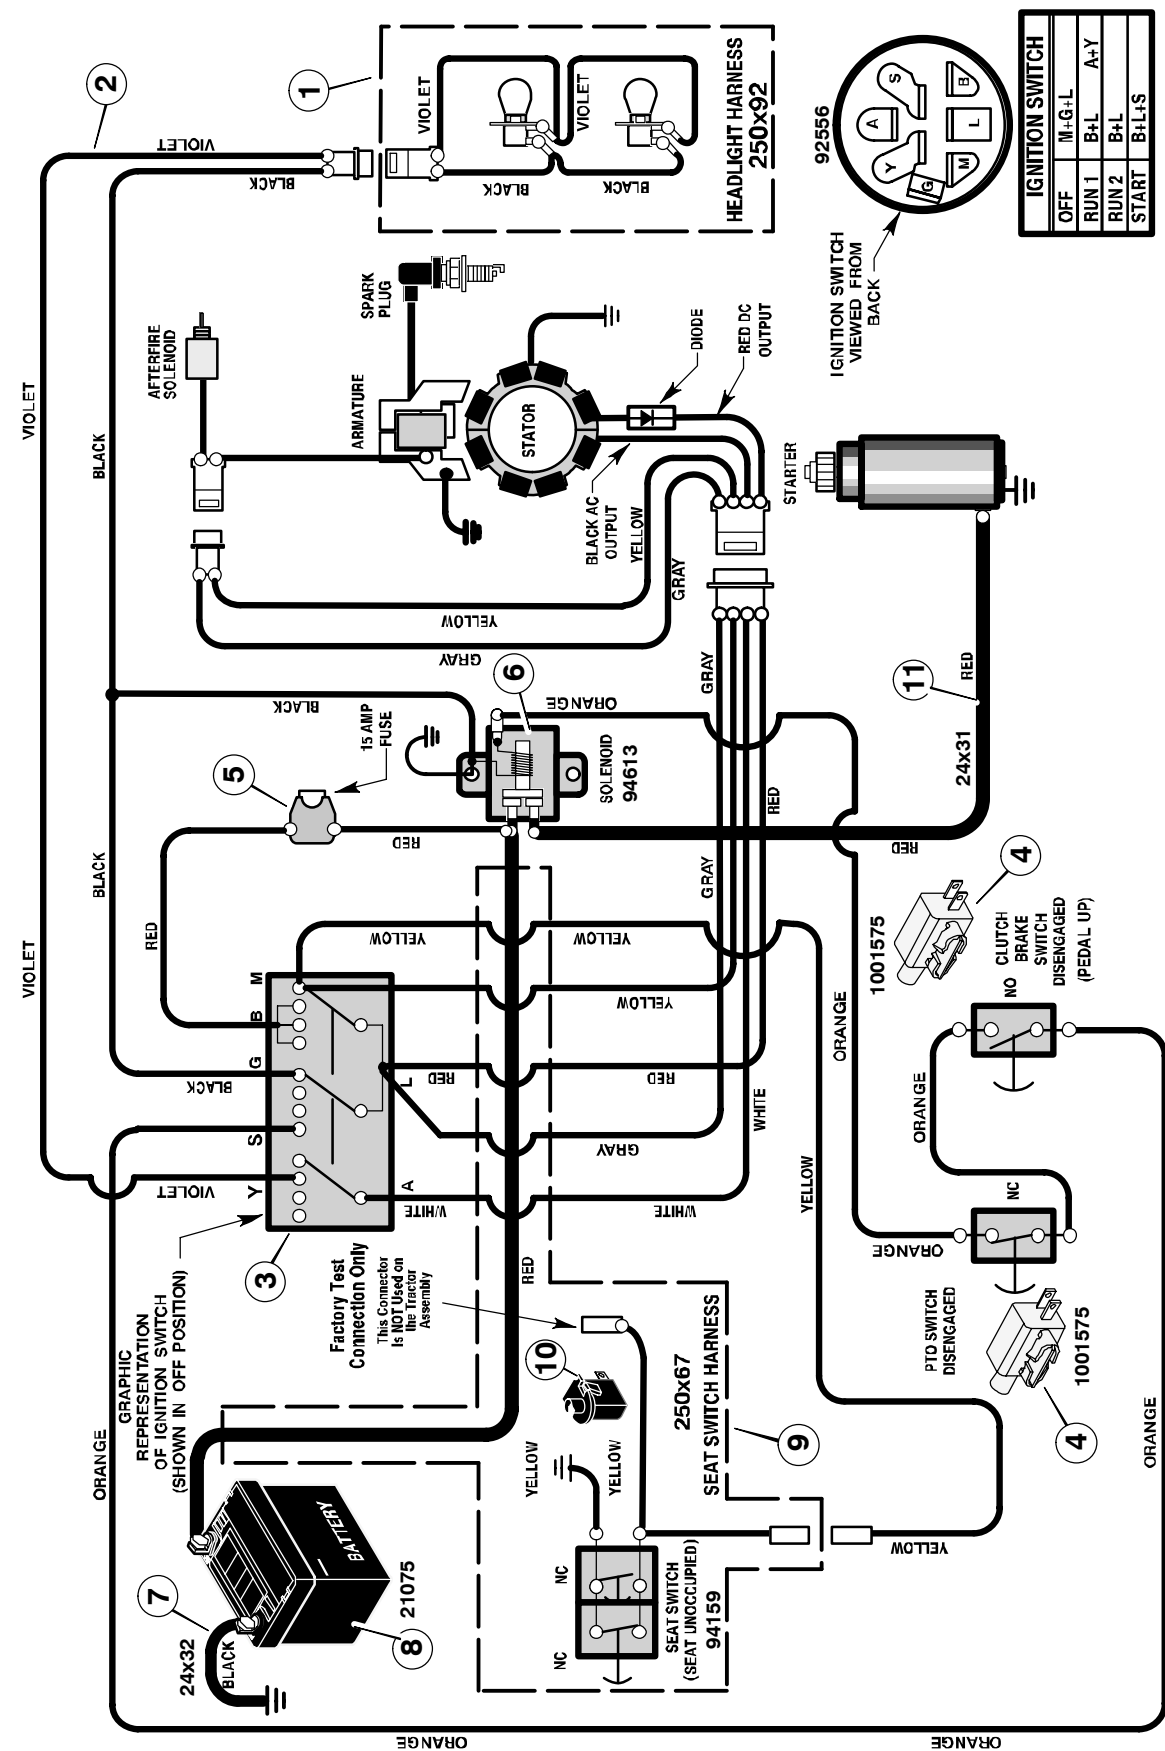 2
VIOLET
BLACK
1
VIOLET
VIOLET
BLACK
BLACK
HEADLIGHT HARNESS
250x92
92556
S
A
B
Y
L
G
M
IGNITION SWITCH
VIEWED FROM
BACK
IGNITION SWITCH
OFF M+G+L
RUN 1 B+L A+Y
RUN 2 B+L
START B+L+S
VIOLET
BLACK
AFTERFIRE
SOLENOID
SPARK
PLUG
ARMATURE
STATOR
DIODE
RED DC
OUTPUT
BLACK AC
OUTPUT
YELLOW
GRAY
YELLOW
GRAY
STARTER
BLACK
15 AMP
FUSE
5
6
ORANGE
SOLENOID
94613
GRAY
RED
11
RED
24x31
RED
RED
BLACK
RED
VIOLET
YELLOW
YELLOW
GRAY
4
1001575
NO
CLUTCH
BRAKE
SWITCH
DISENGAGED
(PEDAL UP)
M
B
G
S
Y
L
A
BLACK
VIOLET
YELLOW
RED
RED
GRAY
WHITE
WHITE
WHITE
YELLOW
ORANGE
ORANGE
NC
ORANGE
3
GRAPHIC
REPRESENTATION
OF IGNITION SWITCH
(SHOWN IN OFF POSITION)
Factory Test
Connection Only
This Connector
Is NOT Used on
the Tractor
Assembly
RED
10
250x67
SEAT SWITCH HARNESS
9
PTO SWITCH
DISENGAGED
1001575
4
ORANGE
ORANGE
BATTERY
21075
8
7
24x32
BLACK
YELLOW
YELLOW
YELLOW
NC
NC
SEAT SWITCH
(SEAT UNOCCUPIED)
94159
ORANGE
ORANGE